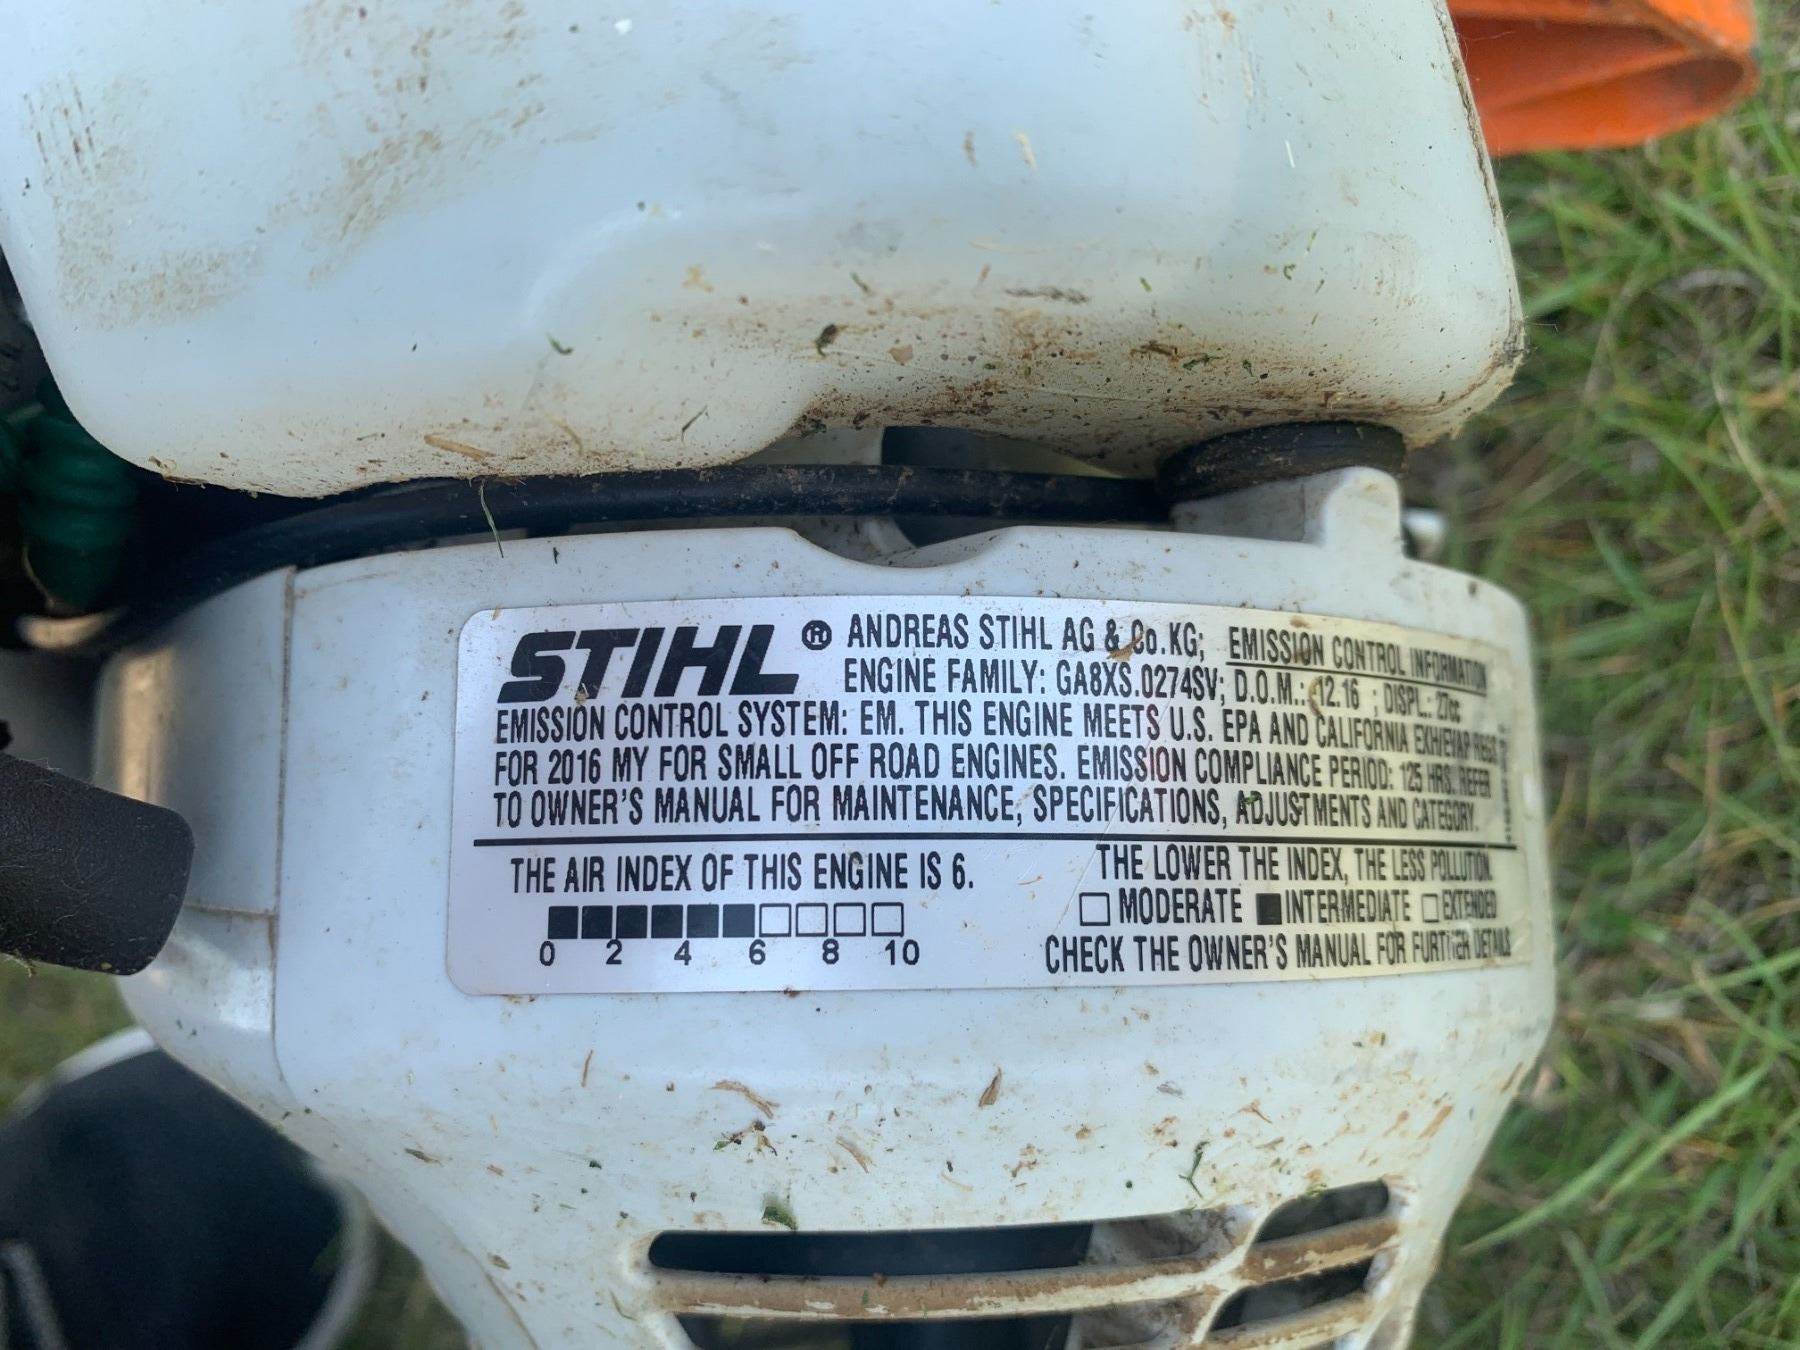 STIHL ® ANDREAS STIHL AG & Co. KG; EMISSION CONTROL INFORMATION
ENGINE FAMILY: GA8XS.0274SV; D.O.M.: 12.16 ; DISPL.: 27cc
EMISSION CONTROL SYSTEM: EM. THIS ENGINE MEETS U.S. EPA AND CALIFORNIA EXH/EVAP REGS.
FOR 2016 MY FOR SMALL OFF ROAD ENGINES. EMISSION COMPLIANCE PERIOD: 125 HRS. REFER
TO OWNER'S MANUAL FOR MAINTENANCE, SPECIFICATIONS, ADJUSTMENTS AND CATEGORY.
THE AIR INDEX OF THIS ENGINE IS 6.
0 2 4 6 8 10
THE LOWER THE INDEX, THE LESS POLLUTION.
MODERATE INTERMEDIATE EXTENDED
CHECK THE OWNER'S MANUAL FOR FURTHER DETAILS